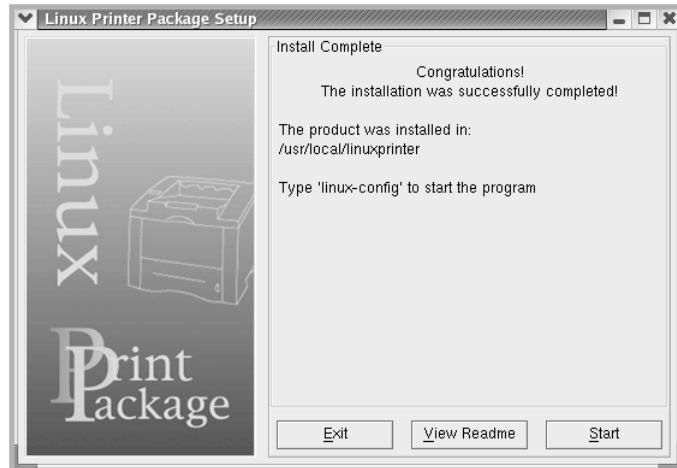 Linux Printer Package Setup
Linux
Print
Package
Install Complete
Congratulations!
The installation was successfully completed!
The product was installed in:
/usr/local/linuxprinter
Type 'linux-config' to start the program
Exit
View Readme
Start